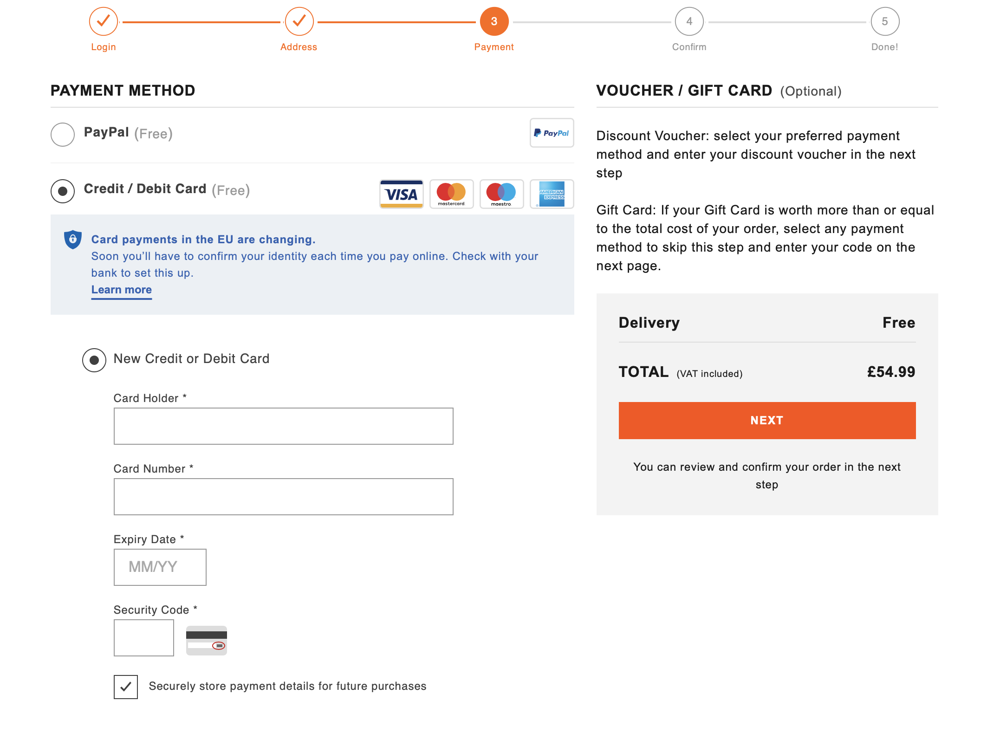 3
4
5
Login
Address
Payment
Confirm
Done!
PAYMENT METHOD
PayPal (Free)
PayPal
Credit / Debit Card (Free)
VISA
mastercard
maestro
AMERICAN
EXPRESS
Card payments in the EU are changing.
Soon you’ll have to confirm your identity each time you pay online. Check with your
bank to set this up.
Learn more
New Credit or Debit Card
Card Holder *
Card Number *
Expiry Date *
MM/YY
Security Code *
Securely store payment details for future purchases
VOUCHER / GIFT CARD (Optional)
Discount Voucher: select your preferred payment
method and enter your discount voucher in the next
step
Gift Card: If your Gift Card is worth more than or equal
to the total cost of your order, select any payment
method to skip this step and enter your code on the
next page.
Delivery Free
TOTAL (VAT included) £54.99
NEXT
You can review and confirm your order in the next
step